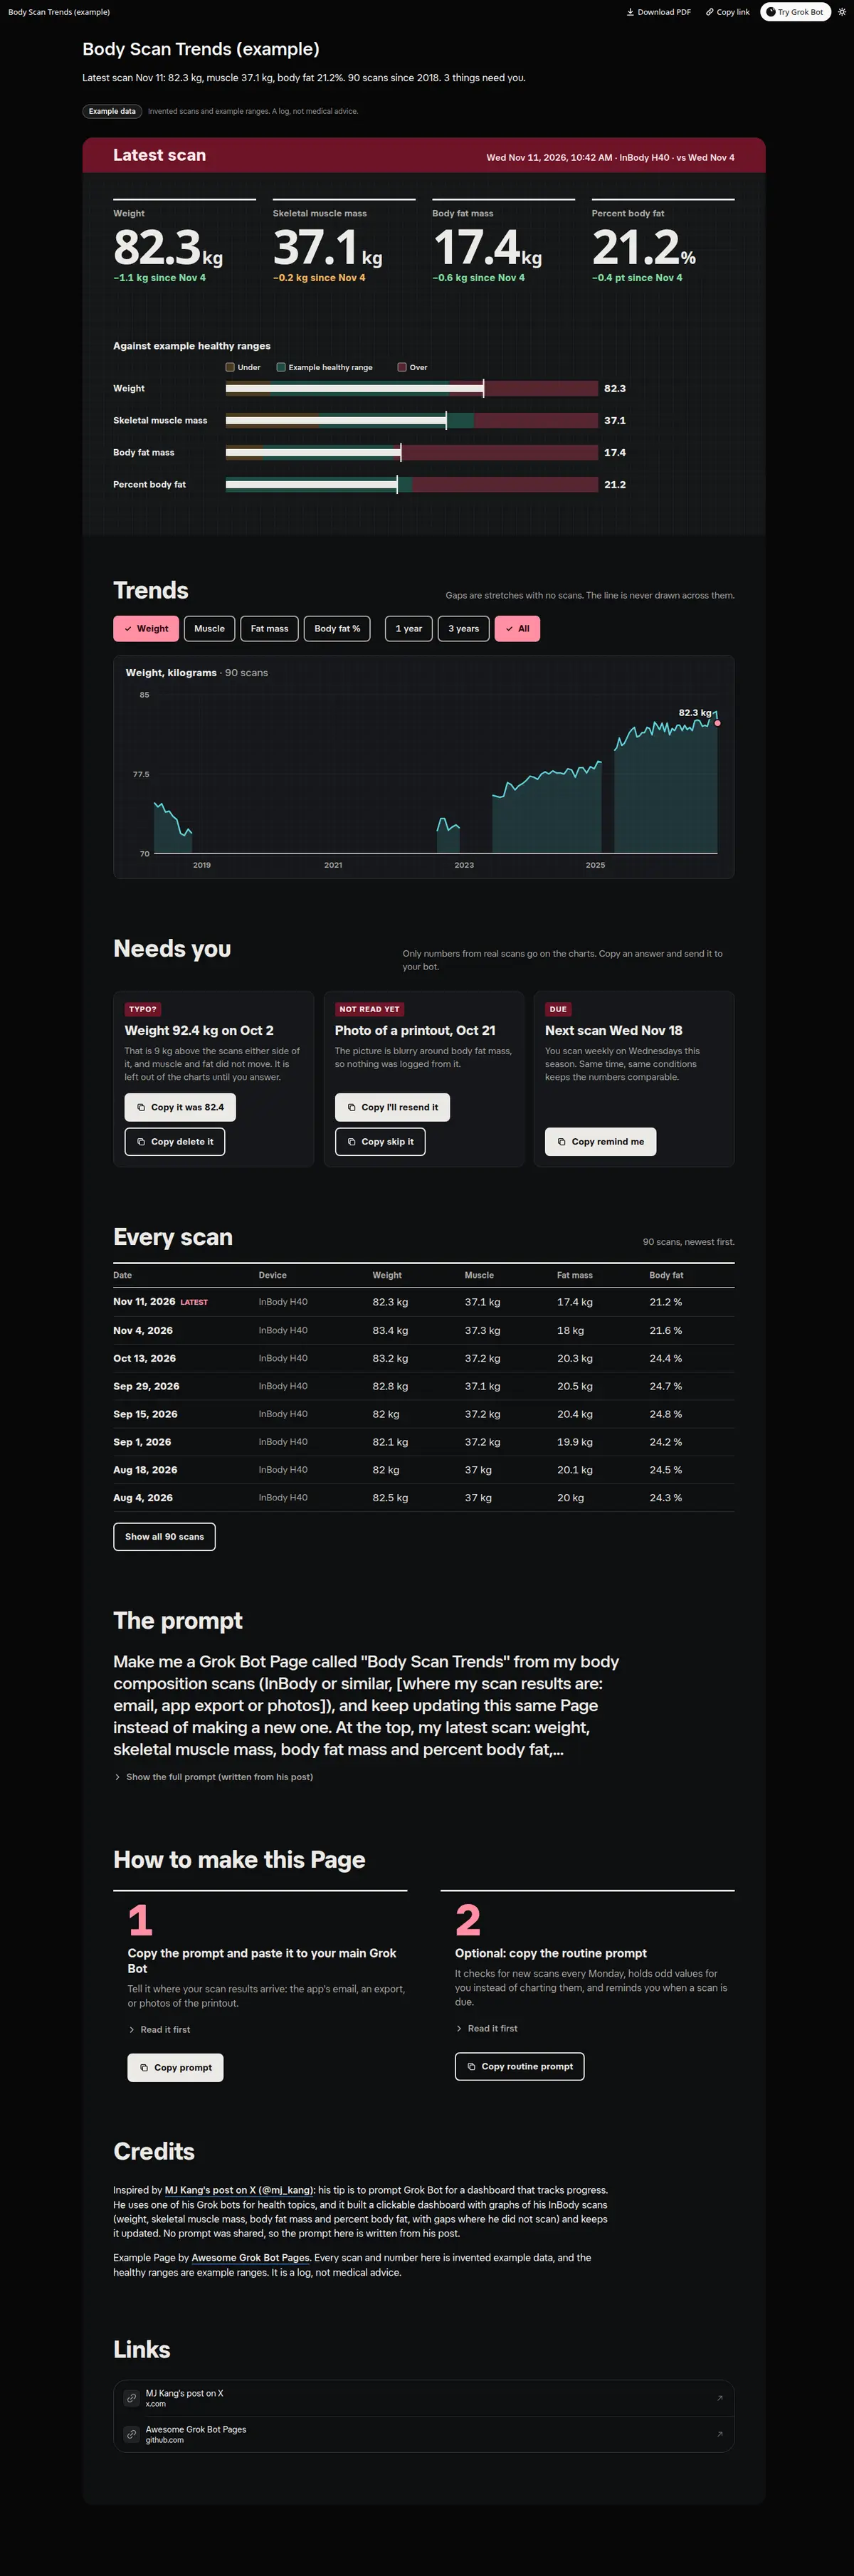 Body Scan Trends (example)
Download PDF
Copy link
Try Grok Bot
Body Scan Trends (example)
Latest scan Nov 11: 82.3 kg, muscle 37.1 kg, body fat 21.2%. 90 scans since 2018. 3 things need you.
Example data
Invented scans and example ranges. A log, not medical advice.
Latest scan
Wed Nov 11, 2026, 10:42 AM · InBody H40 · vs Wed Nov 4
Weight
82.3 kg
−1.1 kg since Nov 4
Skeletal muscle mass
37.1 kg
−0.2 kg since Nov 4
Body fat mass
17.4 kg
−0.6 kg since Nov 4
Percent body fat
21.2 %
−0.4 pt since Nov 4
Against example healthy ranges
Under
Example healthy range
Over
Weight
82.3
Skeletal muscle mass
37.1
Body fat mass
17.4
Percent body fat
21.2
Trends
Gaps are stretches with no scans. The line is never drawn across them.
Weight
Muscle
Fat mass
Body fat %
1 year
3 years
All
Weight, kilograms · 90 scans
85
82.3 kg
77.5
70
2019
2021
2023
2025
Needs you
Only numbers from real scans go on the charts. Copy an answer and send it to
your bot.
TYPO?
Weight 92.4 kg on Oct 2
That is 9 kg above the scans either side of
it, and muscle and fat did not move. It is
left out of the charts until you answer.
Copy it was 82.4
Copy delete it
NOT READ YET
Photo of a printout, Oct 21
The picture is blurry around body fat mass,
so nothing was logged from it.
Copy I'll resend it
Copy skip it
DUE
Next scan Wed Nov 18
You scan weekly on Wednesdays this
season. Same time, same conditions
keeps the numbers comparable.
Copy remind me
Every scan
90 scans, newest first.
Date Device Weight Muscle Fat mass Body fat
Nov 11, 2026 LATEST InBody H40 82.3 kg 37.1 kg 17.4 kg 21.2 %
Nov 4, 2026 InBody H40 83.4 kg 37.3 kg 18 kg 21.6 %
Oct 13, 2026 InBody H40 83.2 kg 37.2 kg 20.3 kg 24.4 %
Sep 29, 2026 InBody H40 82.8 kg 37.1 kg 20.5 kg 24.7 %
Sep 15, 2026 InBody H40 82 kg 37.2 kg 20.4 kg 24.8 %
Sep 1, 2026 InBody H40 82.1 kg 37.2 kg 19.9 kg 24.2 %
Aug 18, 2026 InBody H40 82 kg 37 kg 20.1 kg 24.5 %
Aug 4, 2026 InBody H40 82.5 kg 37 kg 20 kg 24.3 %
Show all 90 scans
The prompt
Make me a Grok Bot Page called "Body Scan Trends" from my body
composition scans (InBody or similar, [where my scan results are:
email, app export or photos]), and keep updating this same Page
instead of making a new one. At the top, my latest scan: weight,
skeletal muscle mass, body fat mass and percent body fat,...
Show the full prompt (written from his post)
How to make this Page
1
Copy the prompt and paste it to your main Grok
Bot
Tell it where your scan results arrive: the app's email, an export,
or photos of the printout.
Read it first
Copy prompt
2
Optional: copy the routine prompt
It checks for new scans every Monday, holds odd values for
you instead of charting them, and reminds you when a scan is
due.
Read it first
Copy routine prompt
Credits
Inspired by MJ Kang's post on X (@mj_kang): his tip is to prompt Grok Bot for a dashboard that tracks progress.
He uses one of his Grok bots for health topics, and it built a clickable dashboard with graphs of his InBody scans
(weight, skeletal muscle mass, body fat mass and percent body fat, with gaps where he did not scan) and keeps
it updated. No prompt was shared, so the prompt here is written from his post.
Example Page by Awesome Grok Bot Pages. Every scan and number here is invented example data, and the
healthy ranges are example ranges. It is a log, not medical advice.
Links
MJ Kang's post on X
x.com
Awesome Grok Bot Pages
github.com